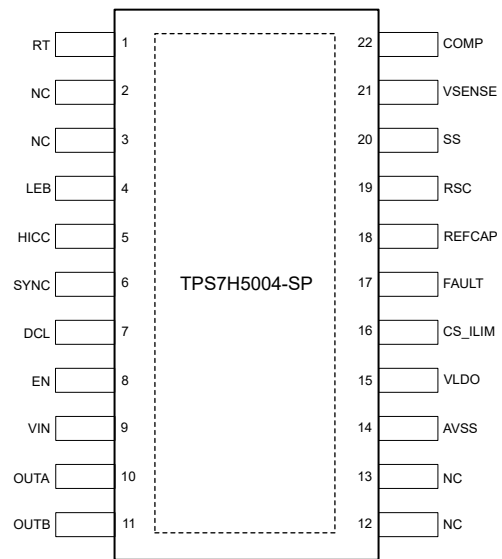 RT 1 22 COMP
NC 2 21 VSENSE
NC 3 20 SS
LEB 4 19 RSC
HICC 5 18 REFCAP
SYNC 6 TPS7H5004-SP 17 FAULT
DCL 7 16 CS_ILIM
EN 8 15 VLDO
VIN 9 14 AVSS
OUTA 10 13 NC
OUTB 11 12 NC